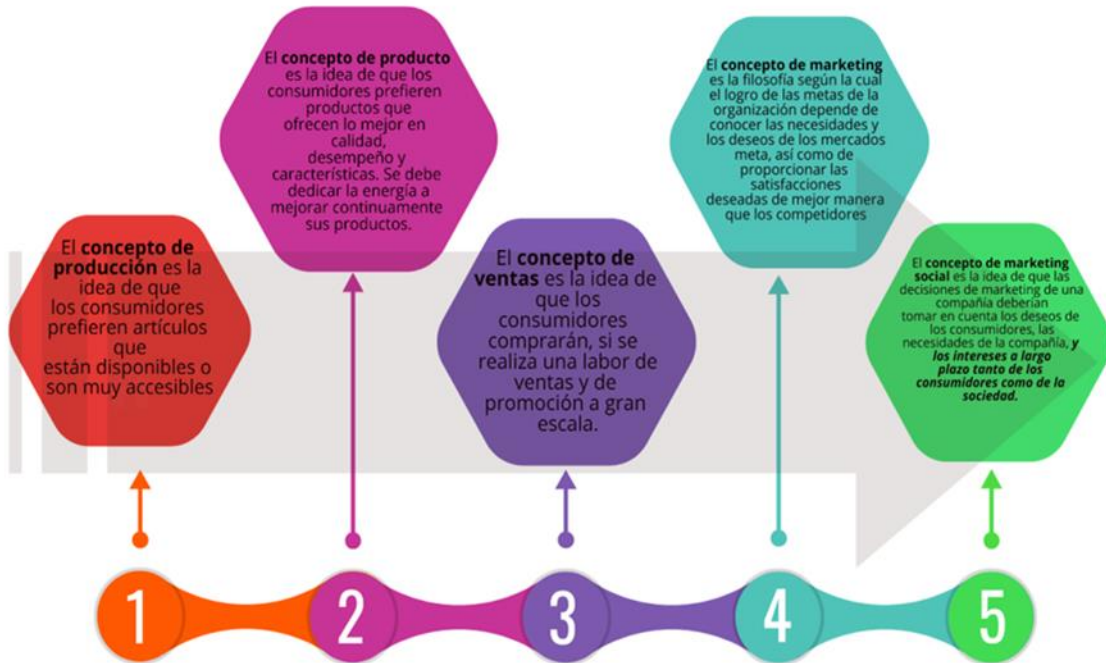 El concepto de
producción es la
idea de que
los consumidores
prefieren artículos
que
están disponibles o
son muy accesibles
El concepto de producto
es la idea de que los
consumidores prefieren
productos que
ofrecen lo mejor en
calidad,
desempeño y
características. Se debe
dedicar la energía a
mejorar continuamente
sus productos.
El concepto de
ventas es la idea de
que los
consumidores
comprarán, si se
realiza una labor de
ventas y de
promoción a gran
escala.
El concepto de marketing
es la filosofía según la cual
el logro de las metas de la
organización depende de
conocer las necesidades y
los deseos de los mercados
meta, así como de
proporcionar las
satisfacciones
deseadas de mejor manera
que los competidores
El concepto de marketing
social es la idea de que las
decisiones de marketing de una
compañía deberían
tomar en cuenta los deseos de
los consumidores, las
necesidades de la compañía, y
los intereses a largo
plazo tanto de los
consumidores como de la
sociedad.
1
2
3
4
5